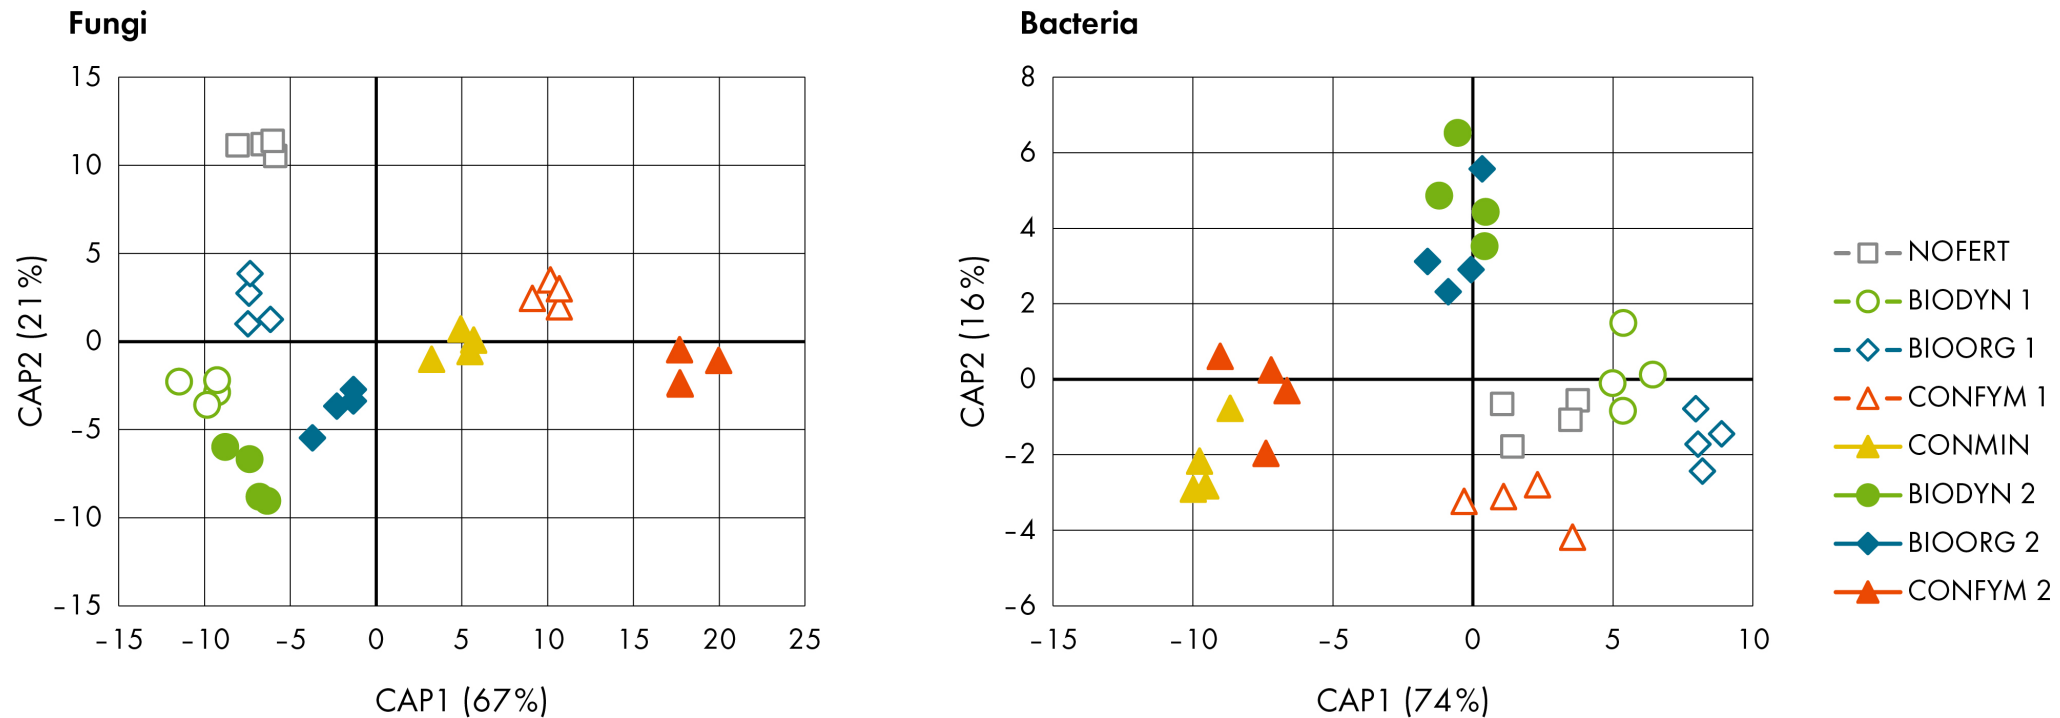 Fungi
15
10
5
0
–5
–10
–15
–15 –10 –5 0 5 10 15 20 25
CAP2 (21%)
CAP1 (67%)
Bacteria
8
6
4
2
0
–2
–4
–6
–15 –10 –5 0 5 10
CAP2 (16%)
CAP1 (74%)
NOFERT
BIODYN 1
BIOORG 1
CONFYM 1
CONMIN
BIODYN 2
BIOORG 2
CONFYM 2